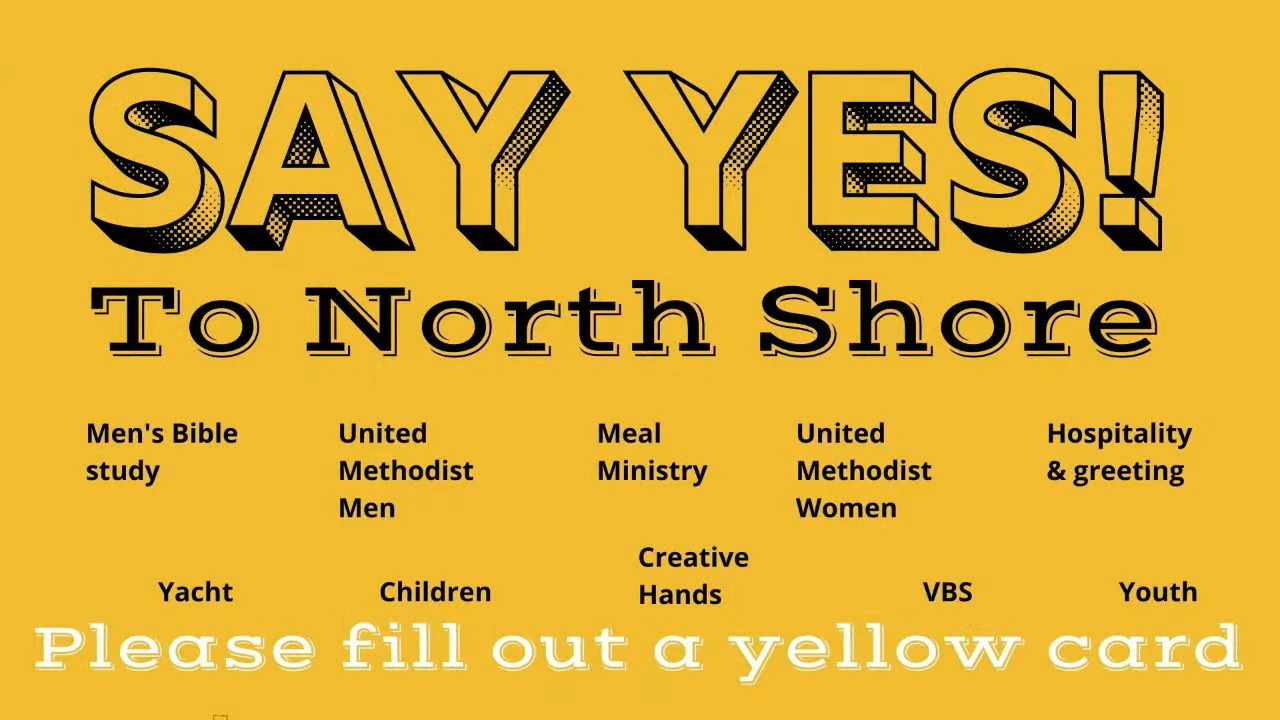 SAY YES!
To North Shore
Men's Bible
study
United
Methodist
Men
Meal
Ministry
United
Methodist
Women
Hospitality
& greeting
Yacht
Children
Creative
Hands
VBS
Youth
Please fill out a yellow card